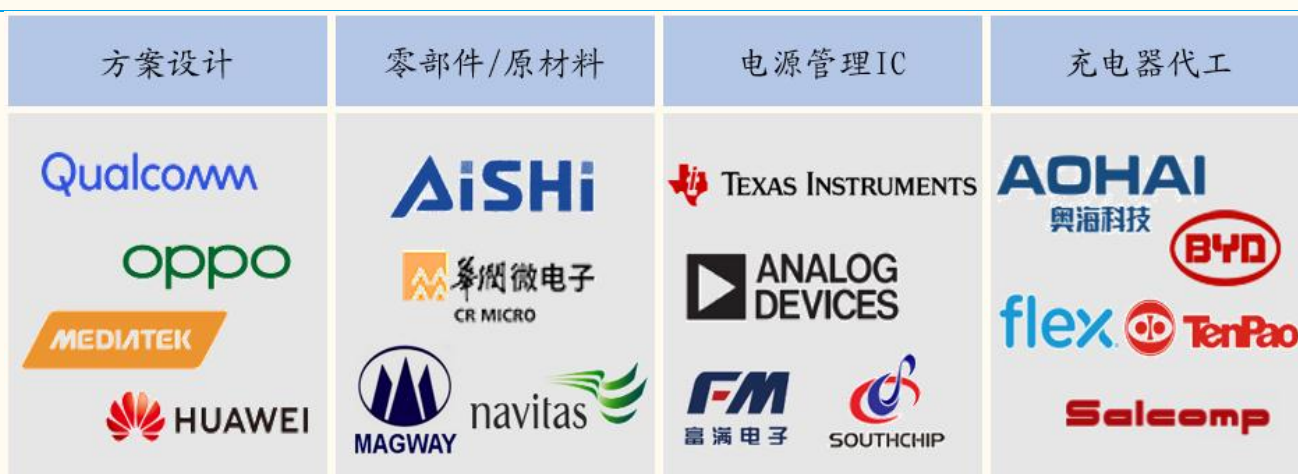 方案设计
零部件/原材料
电源管理IC
充电器代工
Qualcomm
oppo
MEDIATEK
HUAWEI
AiSHi
華潤微电子
CR MICRO
MAGWAY
navitas
TEXAS INSTRUMENTS
ANALOG
DEVICES
FM
富满电子
SOUTHCHIP
AOHAI
奥海科技
BYD
flex
TenPao
Salcomp